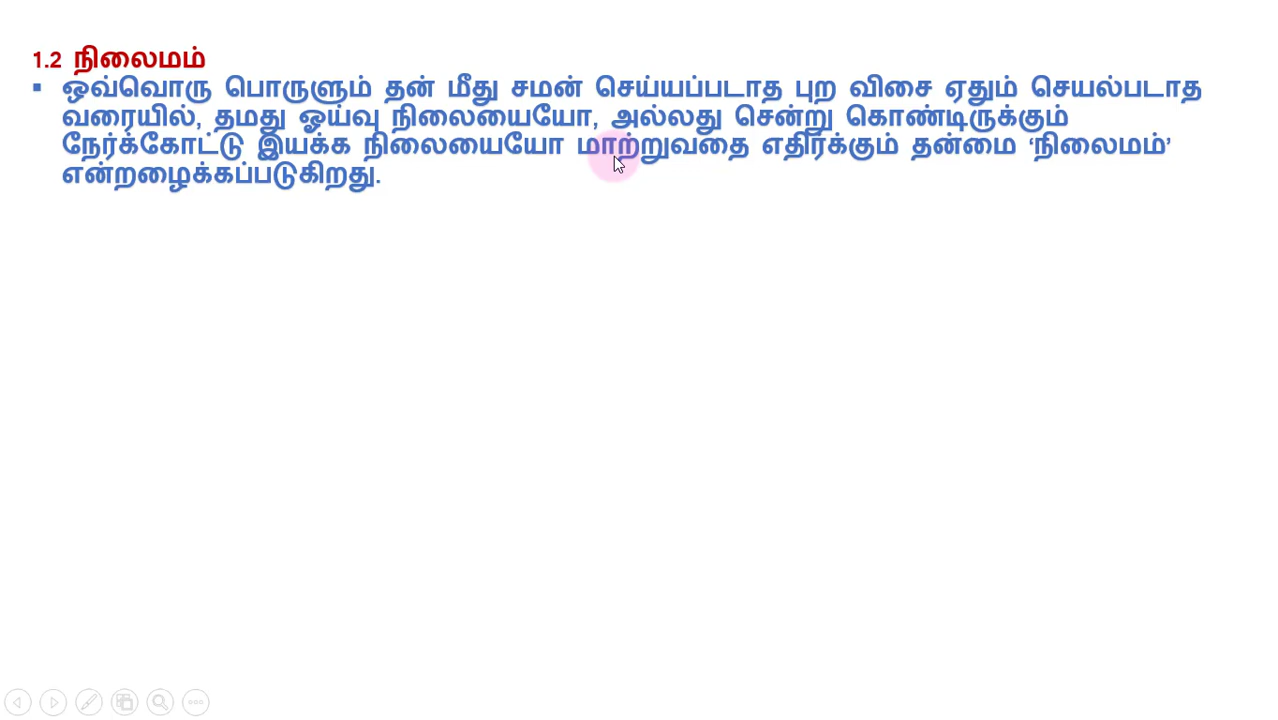 1.2 நிலைமம்
▪ ஒவ்வொரு பொருளும் தன் மீது சமன் செய்யப்படாத புற விசை ஏதும் செயல்படாத
வரையில், தமது ஓய்வு நிலையையோ, அல்லது சென்று கொண்டிருக்கும்
நேர்க்கோட்டு இயக்க நிலையையோ மாற்றுவதை எதிர்க்கும் தன்மை ‘நிலைமம்’
என்றழைக்கப்படுகிறது.